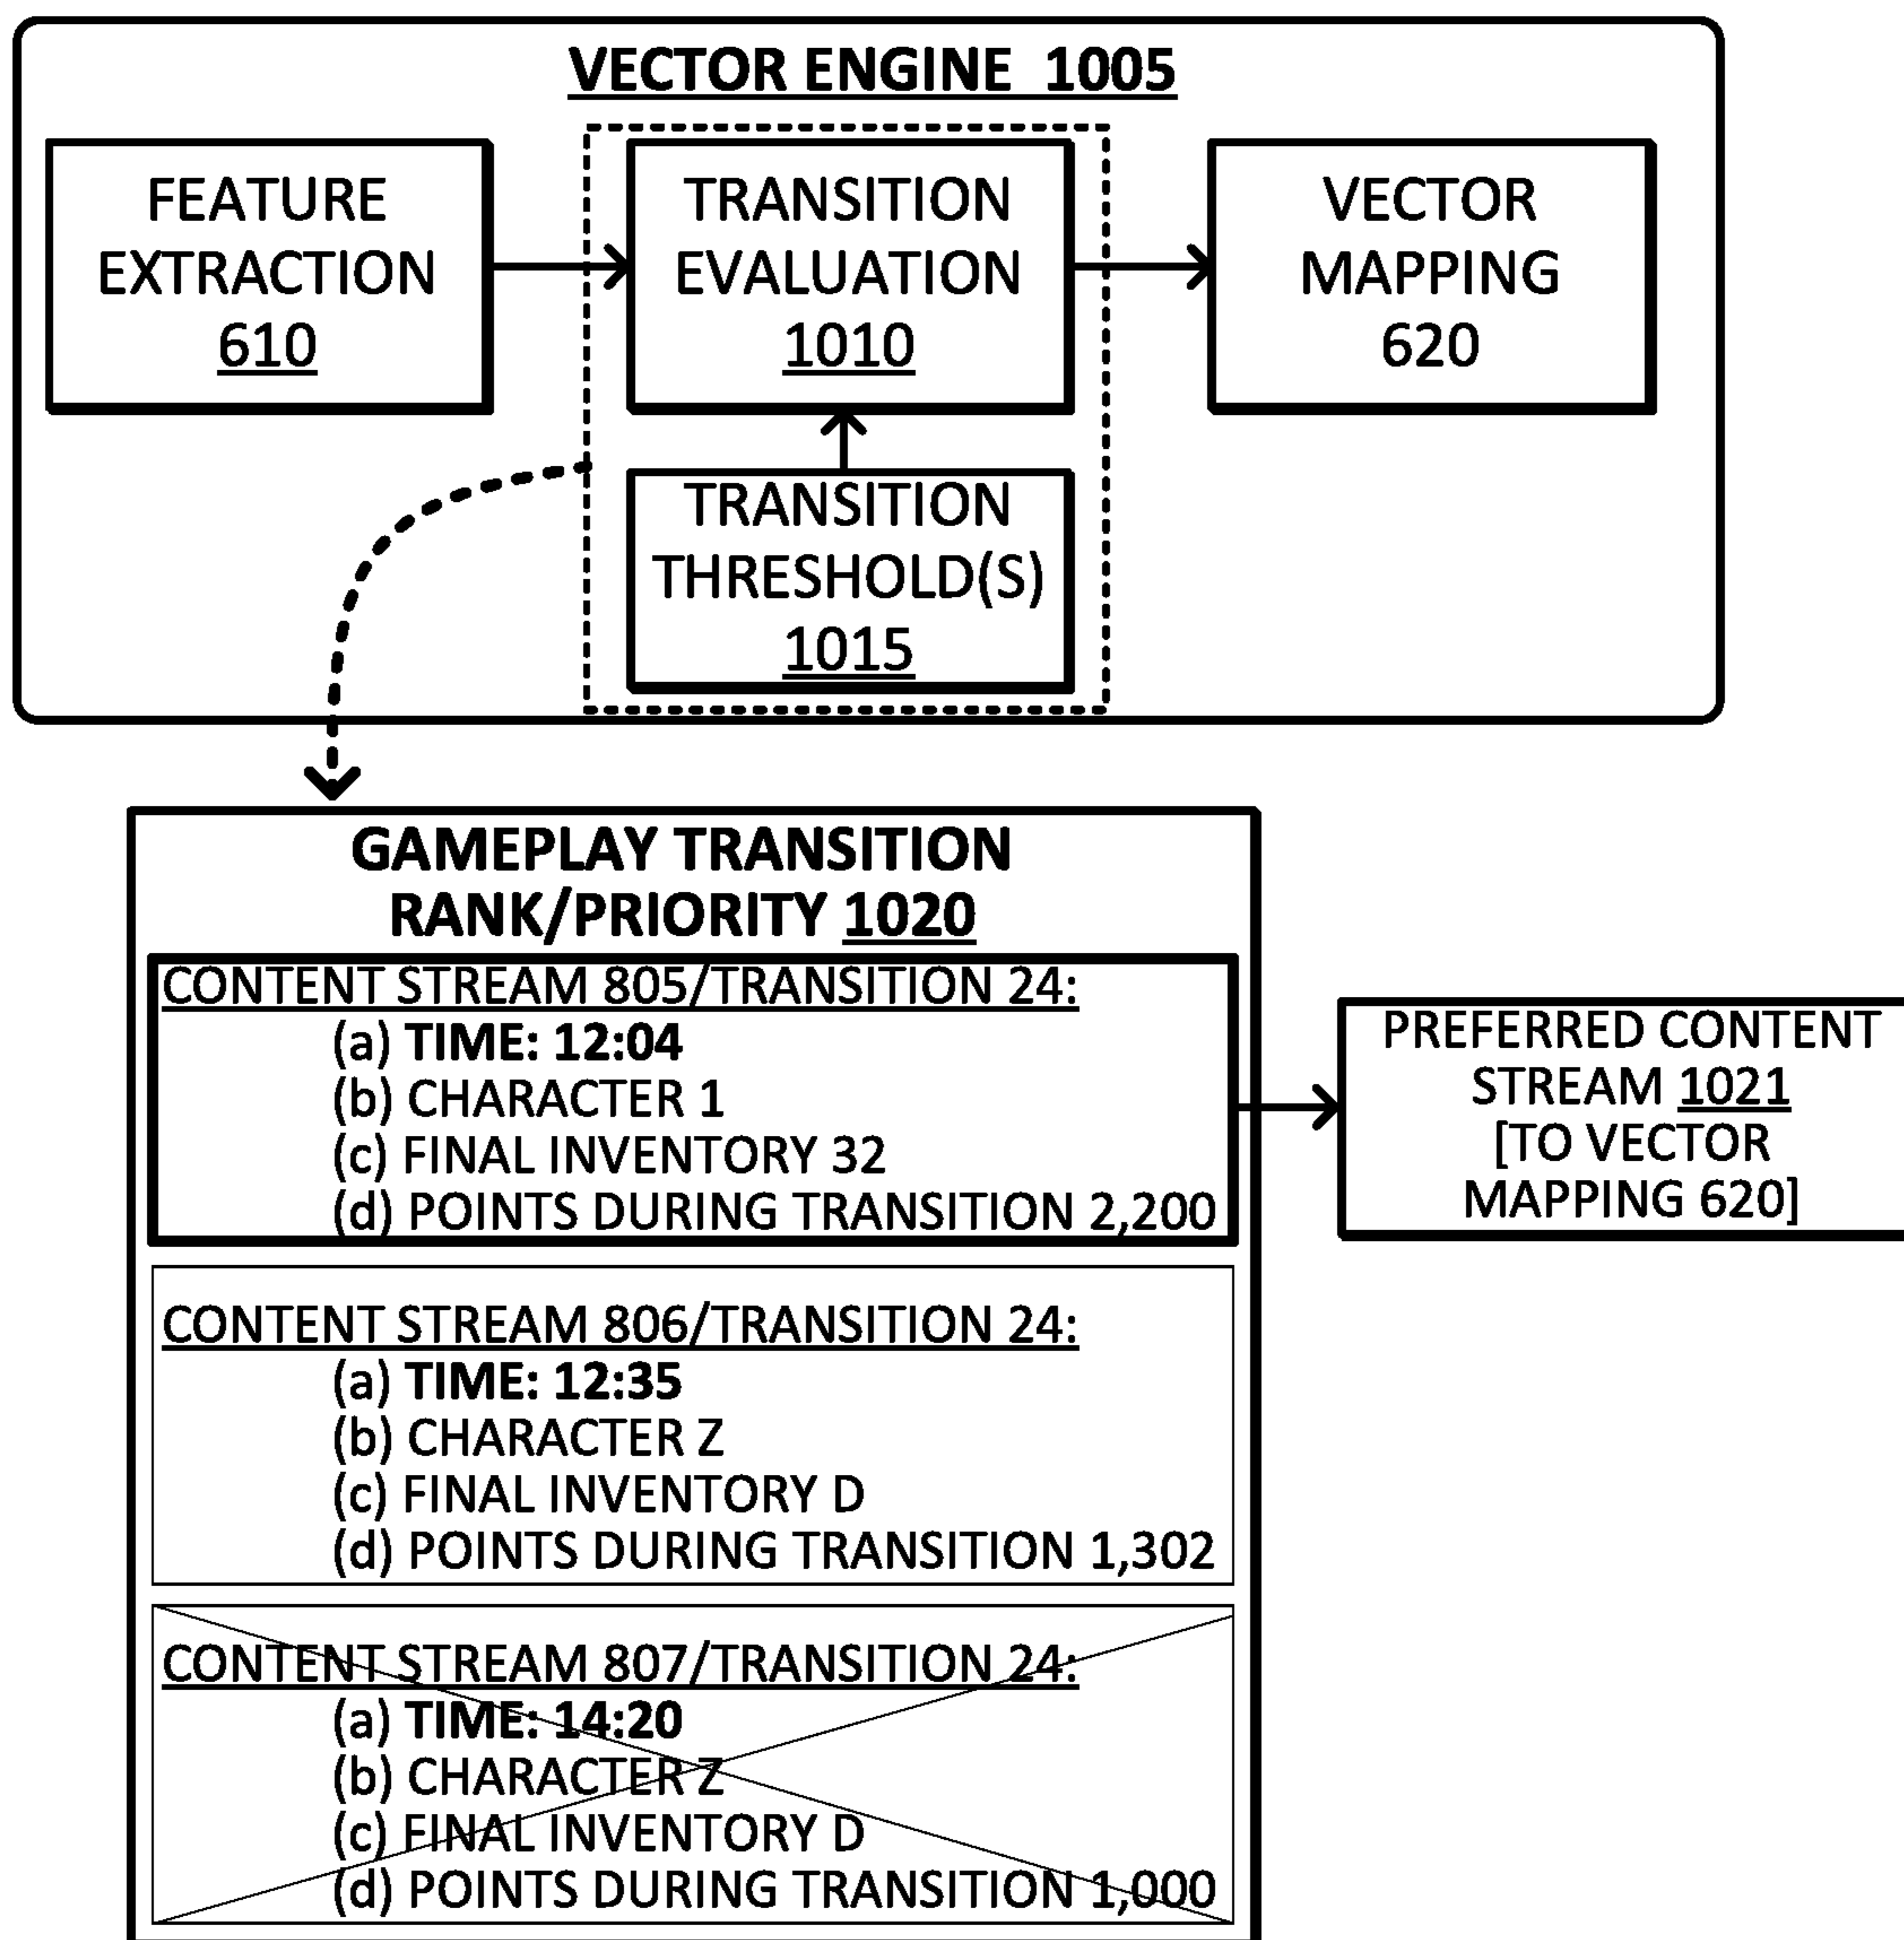 VECTOR ENGINE 1005
FEATURE
EXTRACTION
610
TRANSITION
EVALUATION
1010
VECTOR
MAPPING
620
TRANSITION
THRESHOLD(S)
1015
GAMEPLAY TRANSITION
RANK/PRIORITY 1020
CONTENT STREAM 805/TRANSITION 24:
(a) TIME: 12:04
(b) CHARACTER 1
(c) FINAL INVENTORY 32
(d) POINTS DURING TRANSITION 2,200
PREFERRED CONTENT
STREAM 1021
[TO VECTOR
MAPPING 620]
CONTENT STREAM 806/TRANSITION 24:
(a) TIME: 12:35
(b) CHARACTER Z
(c) FINAL INVENTORY D
(d) POINTS DURING TRANSITION 1,302
CONTENT STREAM 807/TRANSITION 24:
(a) TIME: 14:20
(b) CHARACTER Z
(c) FINAL INVENTORY D
(d) POINTS DURING TRANSITION 1,000